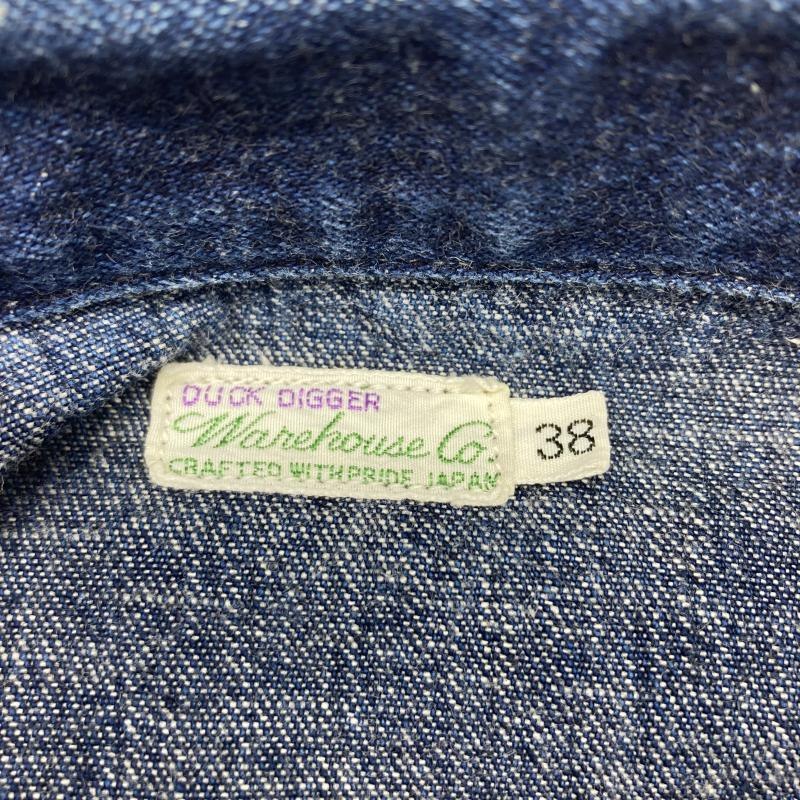 DUCK DIGGER
Warehouse Co.
CRAFTED WITH PRIDE JAPAN
38